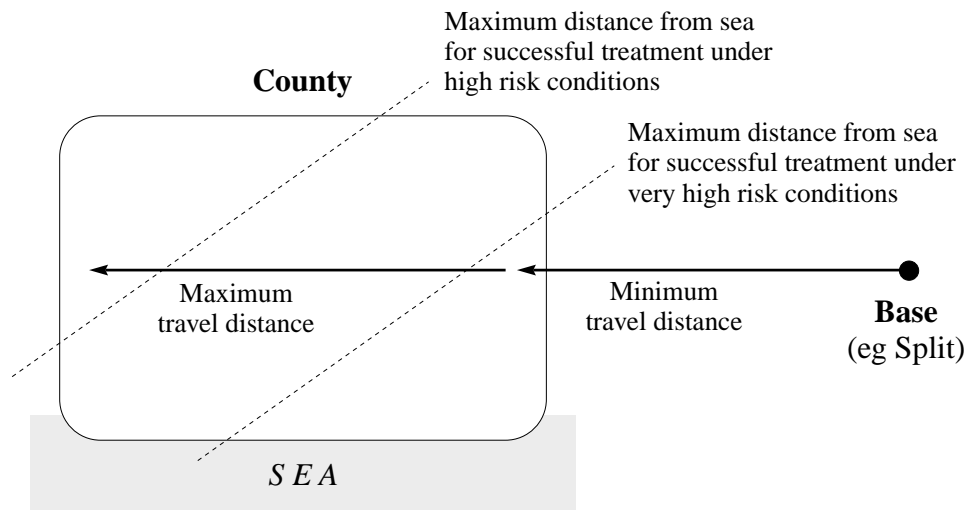 Maximum distance from sea
for successful treatment under
high risk conditions
County
Maximum distance from sea
for successful treatment under
very high risk conditions
Maximum
travel distance
Minimum
travel distance
Base
(eg Split)
S E A